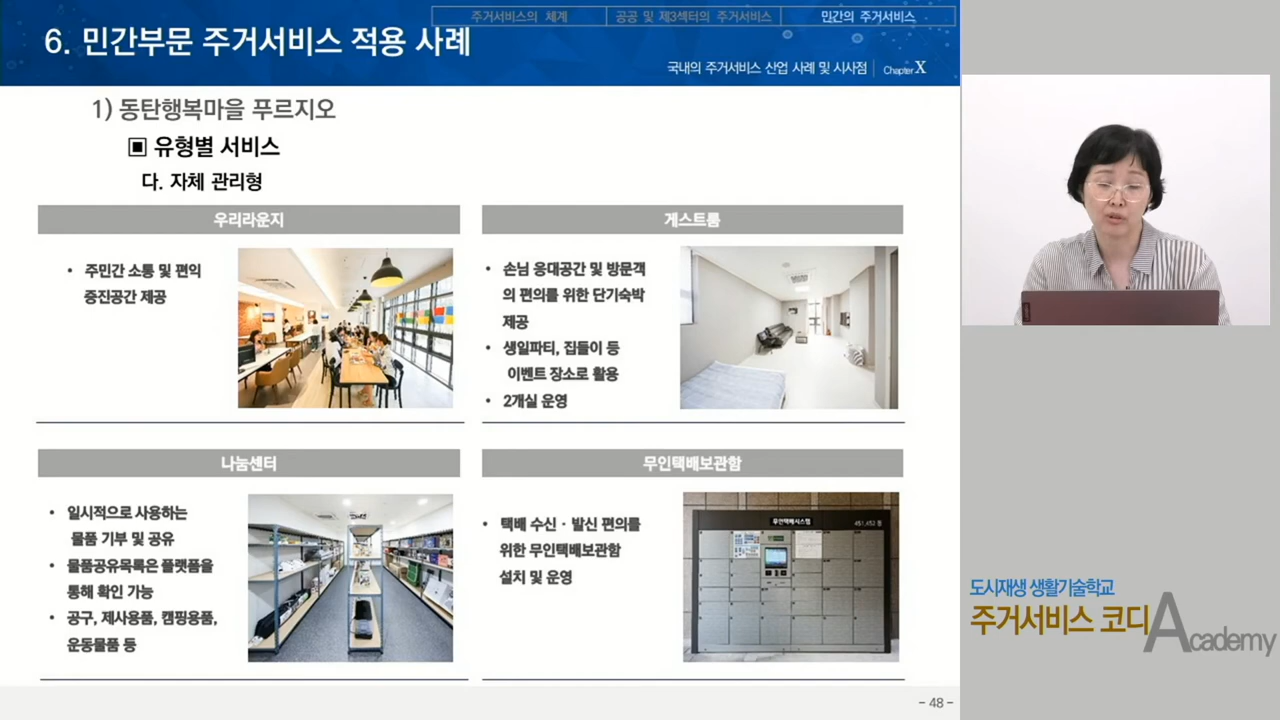 주거서비스의 체계
공공 및 제3섹터의 주거서비스
민간의 주거서비스
6. 민간부문 주거서비스 적용 사례
국내의 주거서비스 산업 사례 및 시사점
Chapter X
1) 동탄행복마을 푸르지오
▣ 유형별 서비스
다. 자체 관리형
우리라운지
• 주민간 소통 및 편익
증진공간 제공
게스트룸
• 손님 응대공간 및 방문객
의 편의를 위한 단기숙박
제공
• 생일파티, 집들이 등
이벤트 장소로 활용
• 2개실 운영
나눔센터
• 일시적으로 사용하는
물품 기부 및 공유
• 물품공유목록은 플랫폼을
통해 확인 가능
• 공구, 제사용품, 캠핑용품,
운동물품 등
무인택배보관함
• 택배 수신 · 발신 편의를
위한 무인택배보관함
설치 및 운영
무인택배시스템
451,452 동
- 48 -
도시재생 생활기술학교
주거서비스 코디
Academy